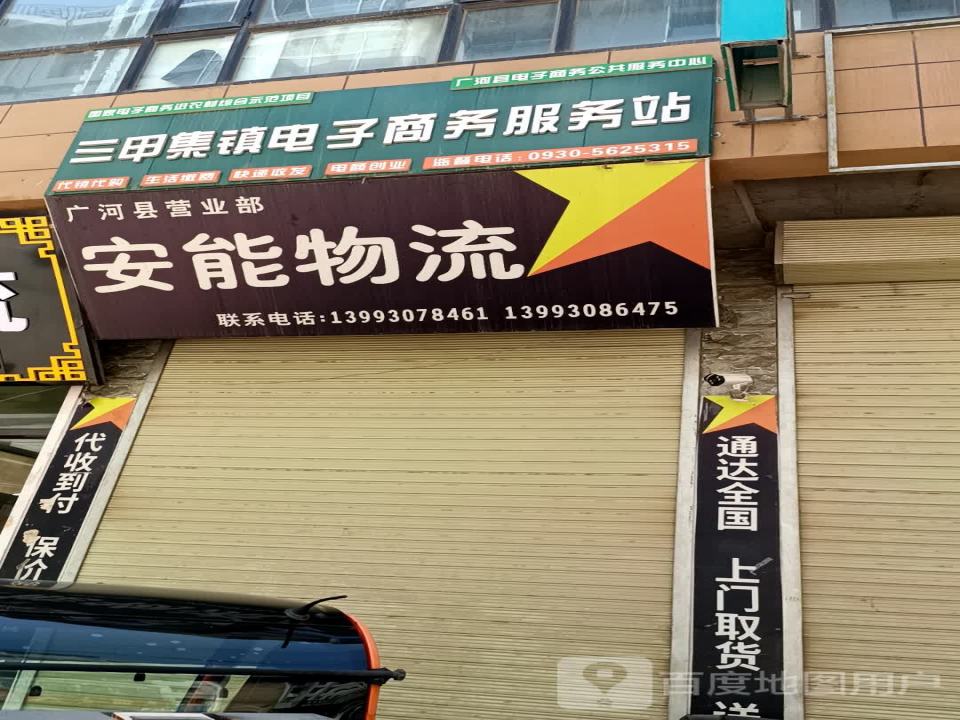 国家电子商务进农村综合示范项目
广河县电子商务公共服务中心
三甲集镇电子商务服务站
代销代购 生活缴费 快递收发 电商创业 监督电话:0930-5625315
广河县营业部
安能物流
联系电话:13993078461 13993086475
代收到付 保价
通达全国 上门取货 送
流
百度地图用户